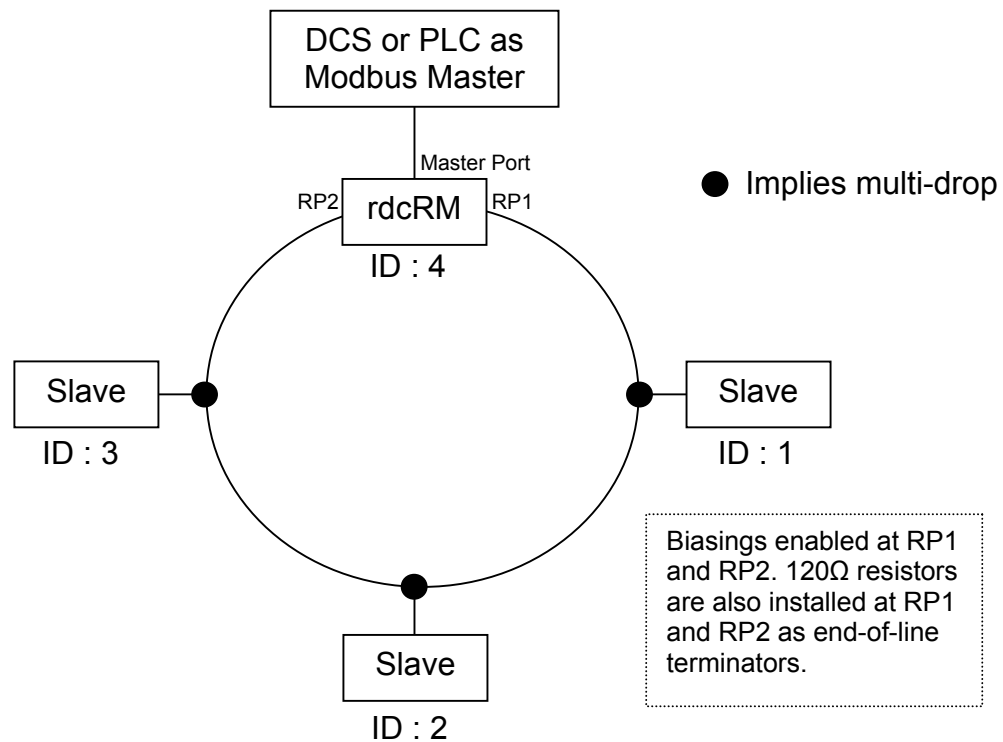 DCS or PLC as
Modbus Master
Master Port
RP2
rdcRM
RP1
ID : 4
Implies multi-drop
Slave
ID : 3
Slave
ID : 1
Biasings enabled at RP1
and RP2. 120Ω resistors
are also installed at RP1
and RP2 as end-of-line
terminators.
Slave
ID : 2